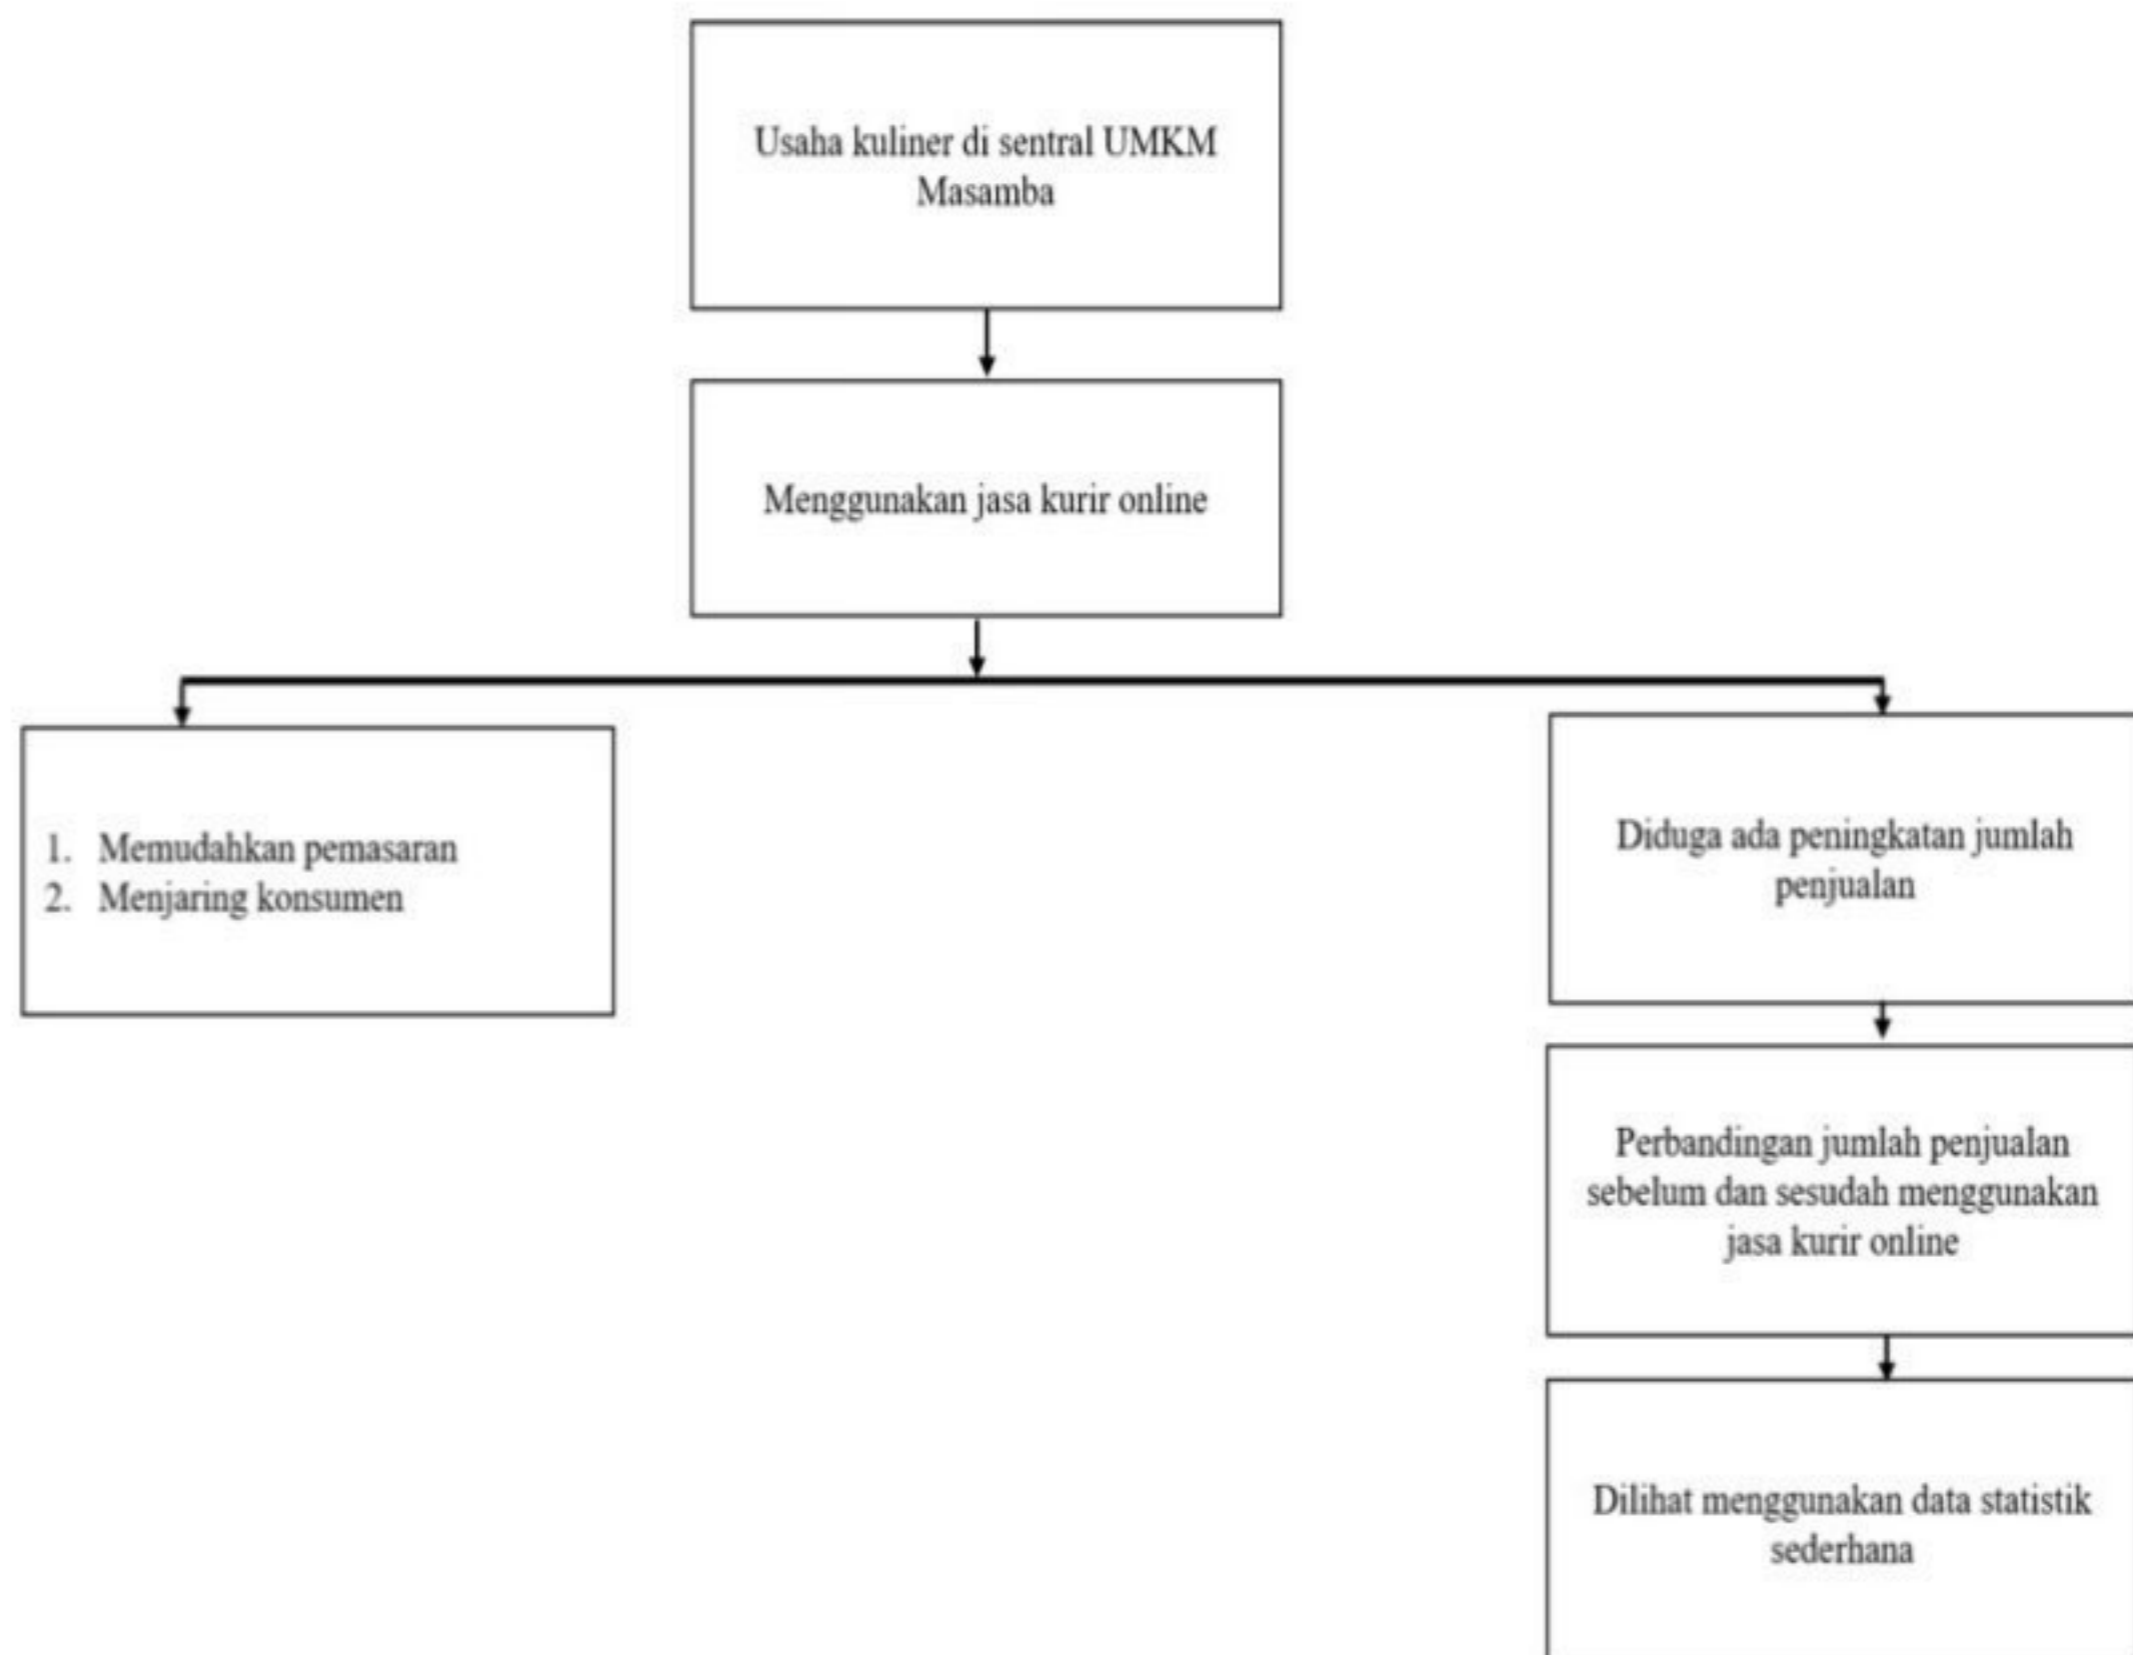 Usaha kuliner di sentral UMKM
Masamba
Menggunakan jasa kurir online
1. Memudahkan pemasaran
2. Menjaring konsumen
Diduga ada peningkatan jumlah
penjualan
Perbandingan jumlah penjualan
sebelum dan sesudah menggunakan
jasa kurir online
Dilihat menggunakan data statistik
sederhana